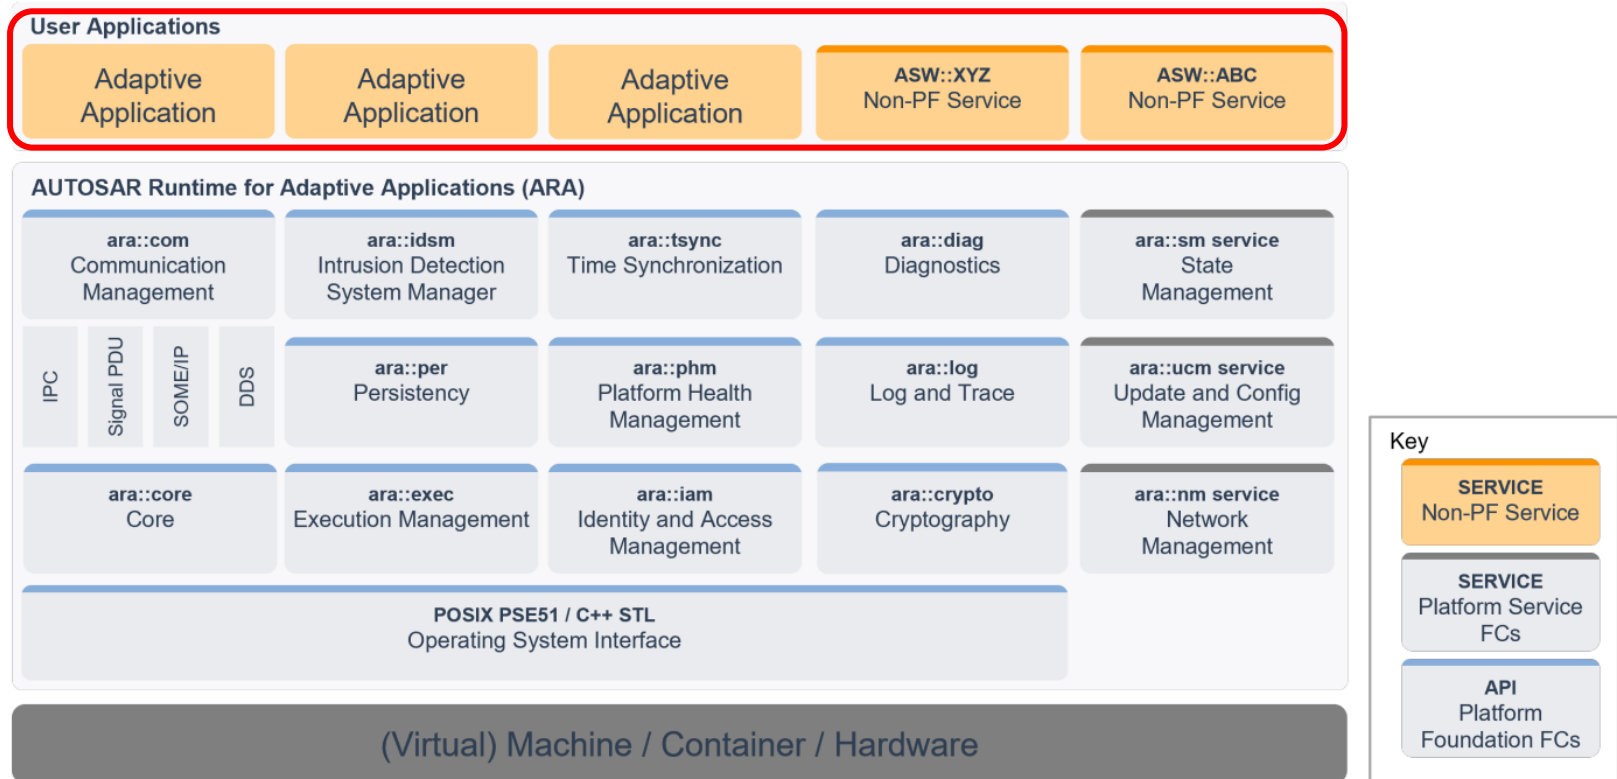 User Applications
Adaptive
Application
Adaptive
Application
Adaptive
Application
ASW::XYZ
Non-PF Service
ASW::ABC
Non-PF Service
AUTOSAR Runtime for Adaptive Applications (ARA)
ara::com
Communication
Management
ara::idsm
Intrusion Detection
System Manager
ara::tsync
Time Synchronization
ara::diag
Diagnostics
ara::sm service
State
Management
IPC
Signal PDU
SOME/IP
DDS
ara::per
Persistency
ara::phm
Platform Health
Management
ara::log
Log and Trace
ara::ucm service
Update and Config
Management
ara::core
Core
ara::exec
Execution Management
ara::iam
Identity and Access
Management
ara::crypto
Cryptography
ara::nm service
Network
Management
POSIX PSE51 / C++ STL
Operating System Interface
(Virtual) Machine / Container / Hardware
Key
SERVICE
Non-PF Service
SERVICE
Platform Service
FCs
API
Platform
Foundation FCs